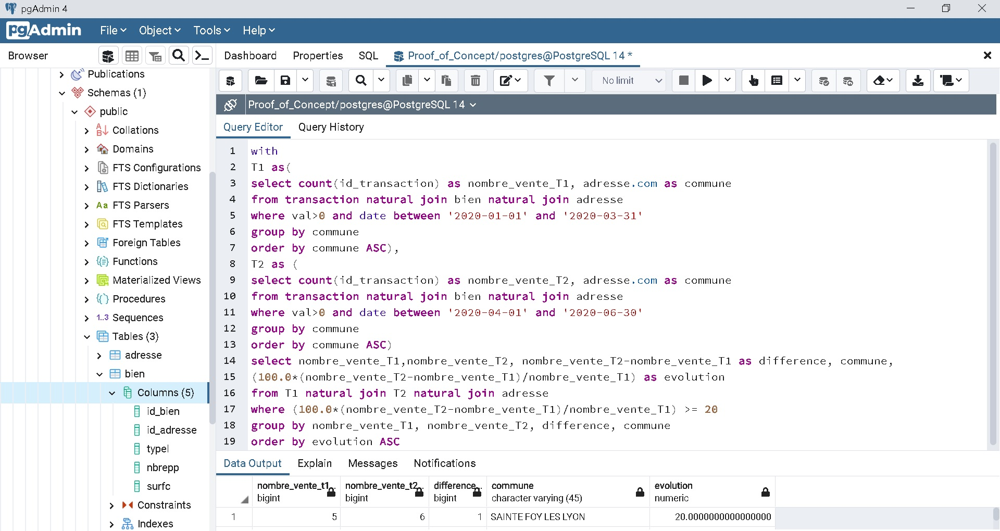 pgAdmin 4
pgAdmin File Object Tools Help
Browser
Dashboard Properties SQL Proof_of_Concept/postgres@PostgreSQL 14 *
Publications
Schemas (1)
public
Collations
Domains
FTS Configurations
FTS Dictionaries
Aa FTS Parsers
FTS Templates
Foreign Tables
Functions
Materialized Views
Procedures
1..3 Sequences
Tables (3)
adresse
bien
Columns (5)
id_bien
id_adresse
typel
nbrepp
surfc
Constraints
Indexes
No limit
Proof_of_Concept/postgres@PostgreSQL 14
Query Editor Query History
1 with
2 T1 as(
3 select count(id_transaction) as nombre_vente_T1, adresse.com as commune
4 from transaction natural join bien natural join adresse
5 where val>0 and date between '2020-01-01' and '2020-03-31'
6 group by commune
7 order by commune ASC),
8 T2 as (
9 select count(id_transaction) as nombre_vente_T2, adresse.com as commune
10 from transaction natural join bien natural join adresse
11 where val>0 and date between '2020-04-01' and '2020-06-30'
12 group by commune
13 order by commune ASC)
14 select nombre_vente_T1,nombre_vente_T2, nombre_vente_T2-nombre_vente_T1 as difference, commune,
15 (100.0*(nombre_vente_T2-nombre_vente_T1)/nombre_vente_T1) as evolution
16 from T1 natural join T2 natural join adresse
17 where (100.0*(nombre_vente_T2-nombre_vente_T1)/nombre_vente_T1) >= 20
18 group by nombre_vente_T1, nombre_vente_T2, difference, commune
19 order by evolution ASC
Data Output Explain Messages Notifications
nombre_vente_t1.. nombre_vente_t2.. difference.. commune evolution
bigint bigint bigint character varying (45) numeric
1 5 6 1 SAINTE FOY LES LYON 20.0000000000000000